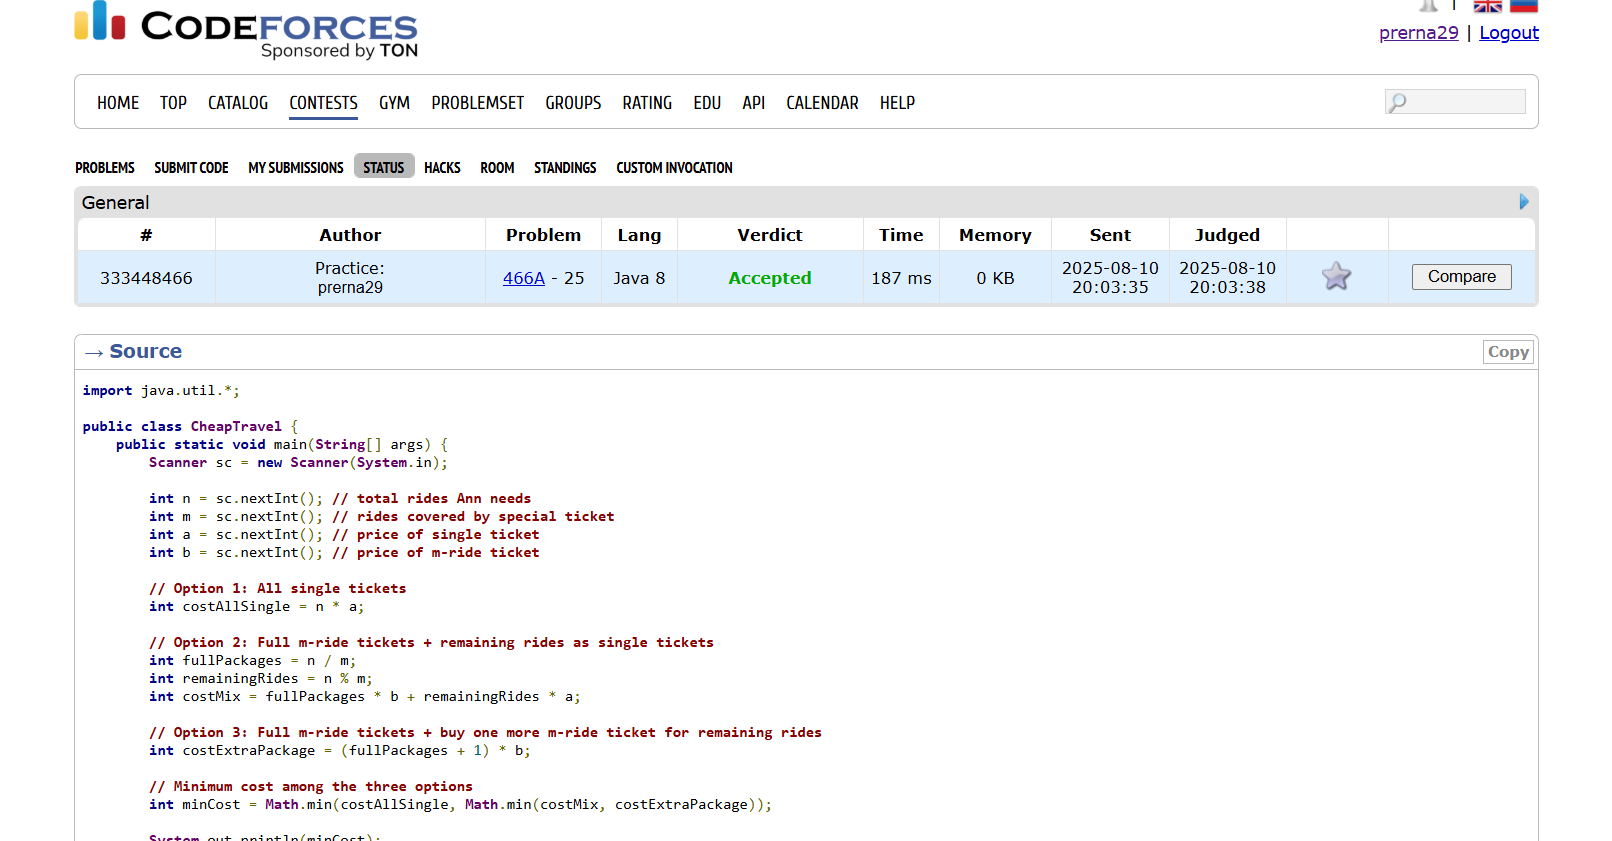 CODEFORCES
Sponsored by TON
prerna29 | Logout
HOME TOP CATALOG CONTESTS GYM PROBLEMSET GROUPS RATING EDU API CALENDAR HELP
PROBLEMS SUBMIT CODE MY SUBMISSIONS STATUS HACKS ROOM STANDINGS CUSTOM INVOCATION
General
# Author Problem Lang Verdict Time Memory Sent Judged
333448466 Practice: prerna29 466A - 25 Java 8 Accepted 187 ms 0 KB 2025-08-10 20:03:35 2025-08-10 20:03:38 Compare
→ Source Copy
import java.util.*;
public class CheapTravel {
public static void main(String[] args) {
Scanner sc = new Scanner(System.in);
int n = sc.nextInt(); // total rides Ann needs
int m = sc.nextInt(); // rides covered by special ticket
int a = sc.nextInt(); // price of single ticket
int b = sc.nextInt(); // price of m-ride ticket
// Option 1: All single tickets
int costAllSingle = n * a;
// Option 2: Full m-ride tickets + remaining rides as single tickets
int fullPackages = n / m;
int remainingRides = n % m;
int costMix = fullPackages * b + remainingRides * a;
// Option 3: Full m-ride tickets + buy one more m-ride ticket for remaining rides
int costExtraPackage = (fullPackages + 1) * b;
// Minimum cost among the three options
int minCost = Math.min(costAllSingle, Math.min(costMix, costExtraPackage));
System.out.println(minCost);